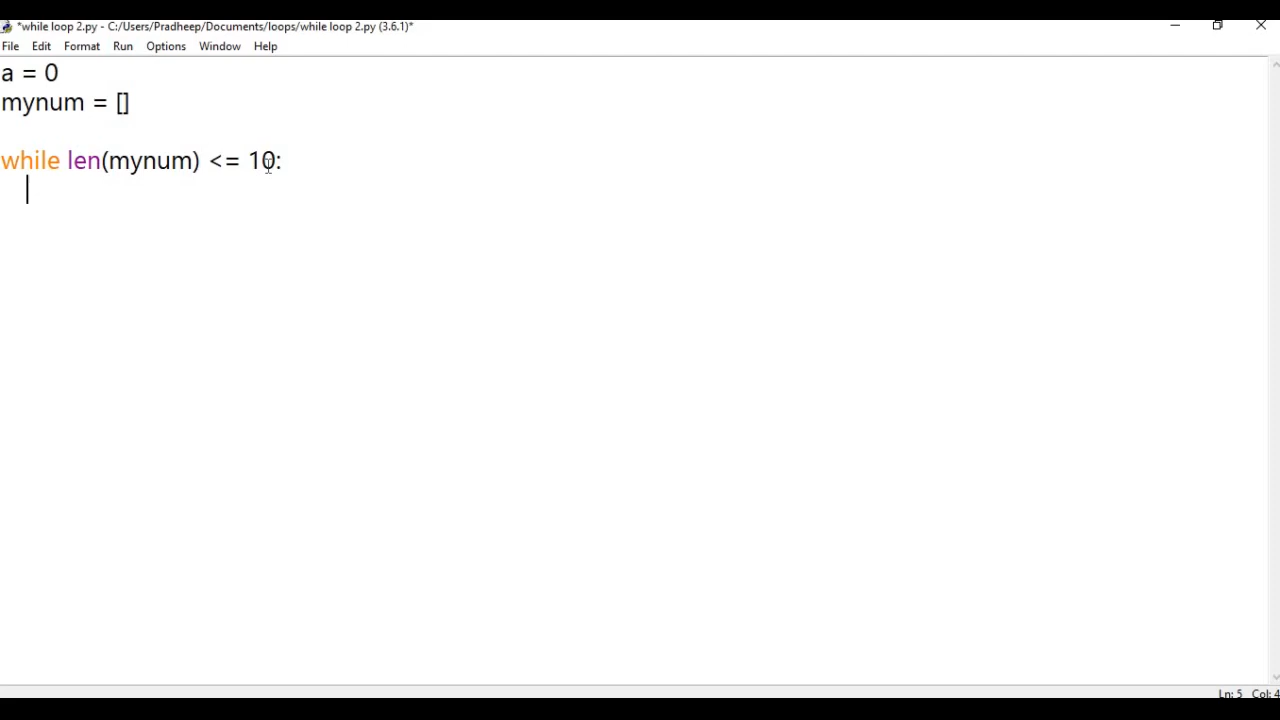 *while loop 2.py - C:/Users/Pradheep/Documents/loops/while loop 2.py (3.6.1)*
File Edit Format Run Options Window Help
a = 0
mynum = []
while len(mynum) <= 10:
Ln: 5 Col: 4